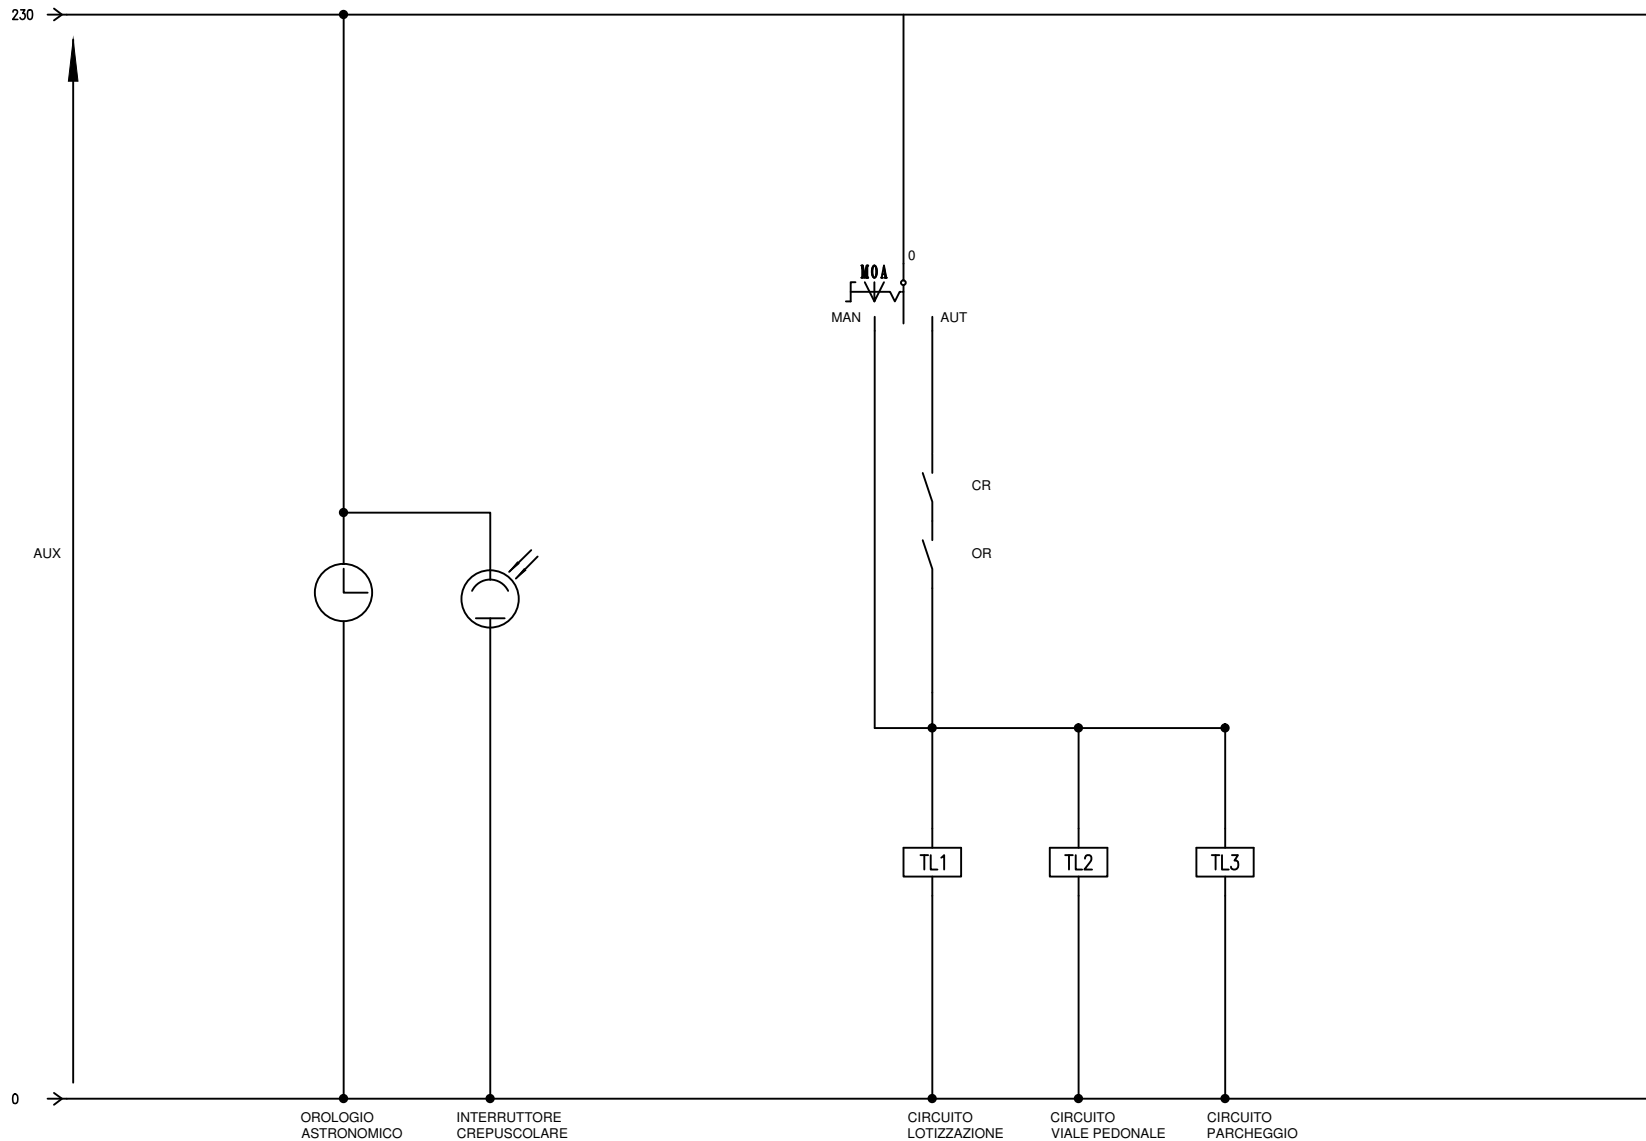 230
0
MOA
MAN
AUT
CR
OR
AUX
TL1
TL2
TL3
0
OROLOGIO
ASTRONOMICO
INTERRUTTORE
CREPUSCOLARE
CIRCUITO
LOTIZZAZIONE
CIRCUITO
VIALE PEDONALE
CIRCUITO
PARCHEGGIO